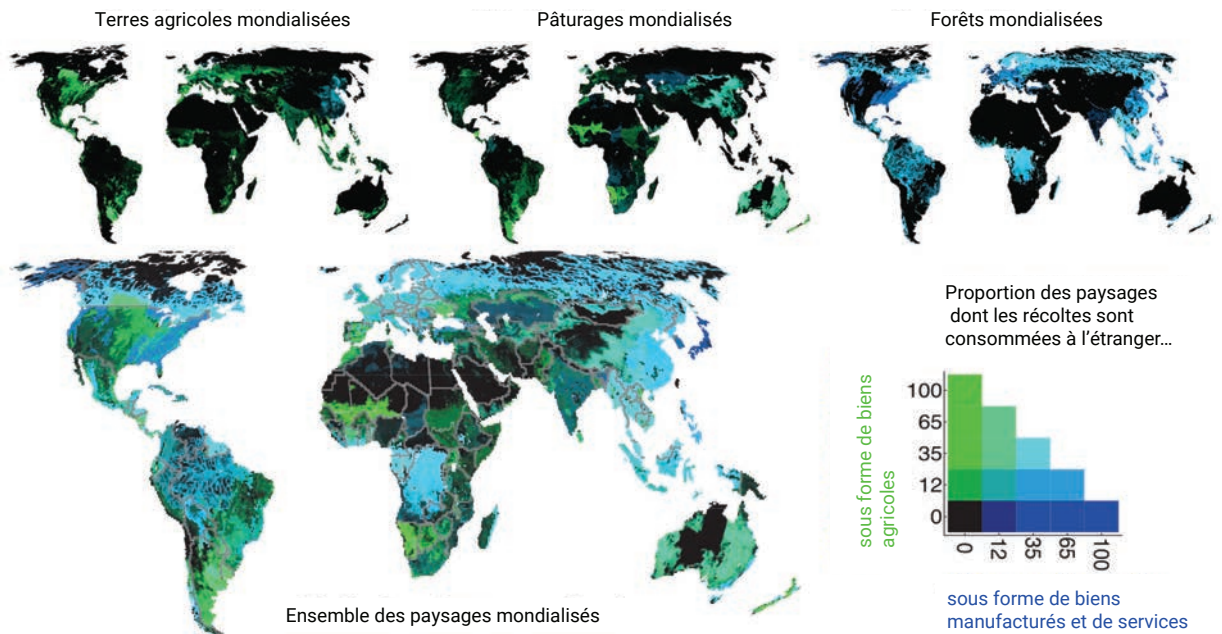 Terres agricoles mondialisées
Pâturages mondialisés
Forêts mondialisées
Proportion des paysages
dont les récoltes sont
consommées à l'étranger...
sous forme de biens
agricoles
100
65
35
12
0
0
12
35
65
100
sous forme de biens
manufacturés et de services
Ensemble des paysages mondialisés